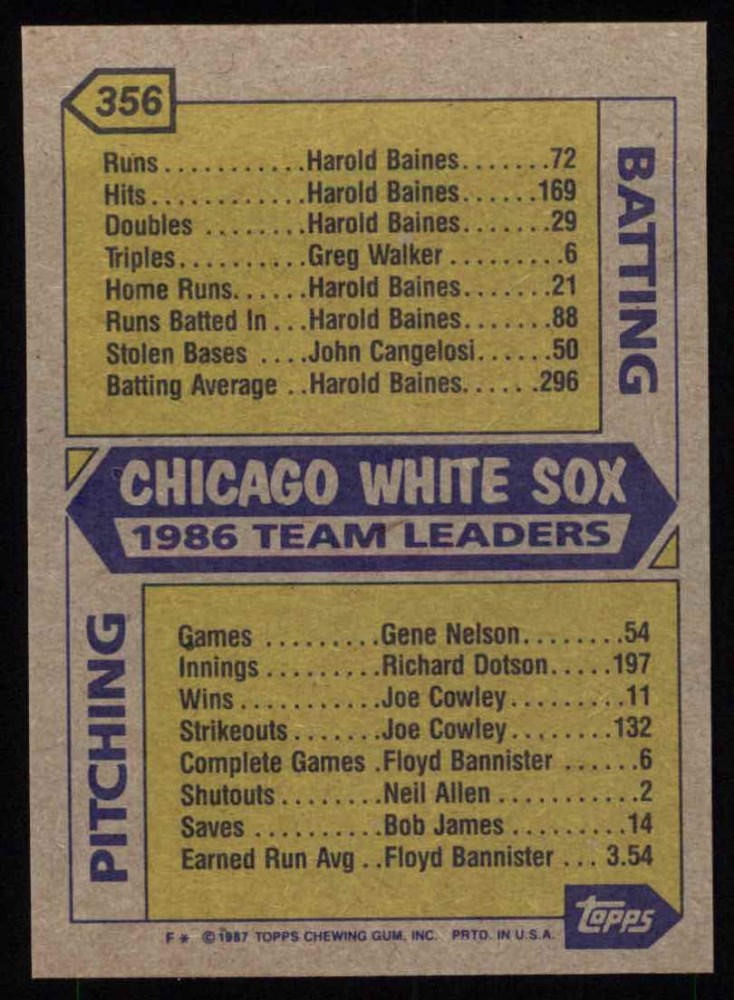 356
BATTING
Runs...........Harold Baines.......72
Hits............Harold Baines......169
Doubles ........Harold Baines.......29
Triples..........Greg Walker .........6
Home Runs......Harold Baines.......21
Runs Batted In ...Harold Baines.......88
Stolen Bases ....John Cangelosi......50
Batting Average ..Harold Baines......296
CHICAGO WHITE SOX
1986 TEAM LEADERS
PITCHING
Games .........Gene Nelson........54
Innings .........Richard Dotson.....197
Wins............Joe Cowley..........11
Strikeouts.......Joe Cowley........132
Complete Games .Floyd Bannister ......6
Shutouts........Neil Allen ...........2
Saves ..........Bob James .........14
Earned Run Avg ..Floyd Bannister ... 3.54
topps
F * © 1987 TOPPS CHEWING GUM, INC. PRTD. IN U.S.A.